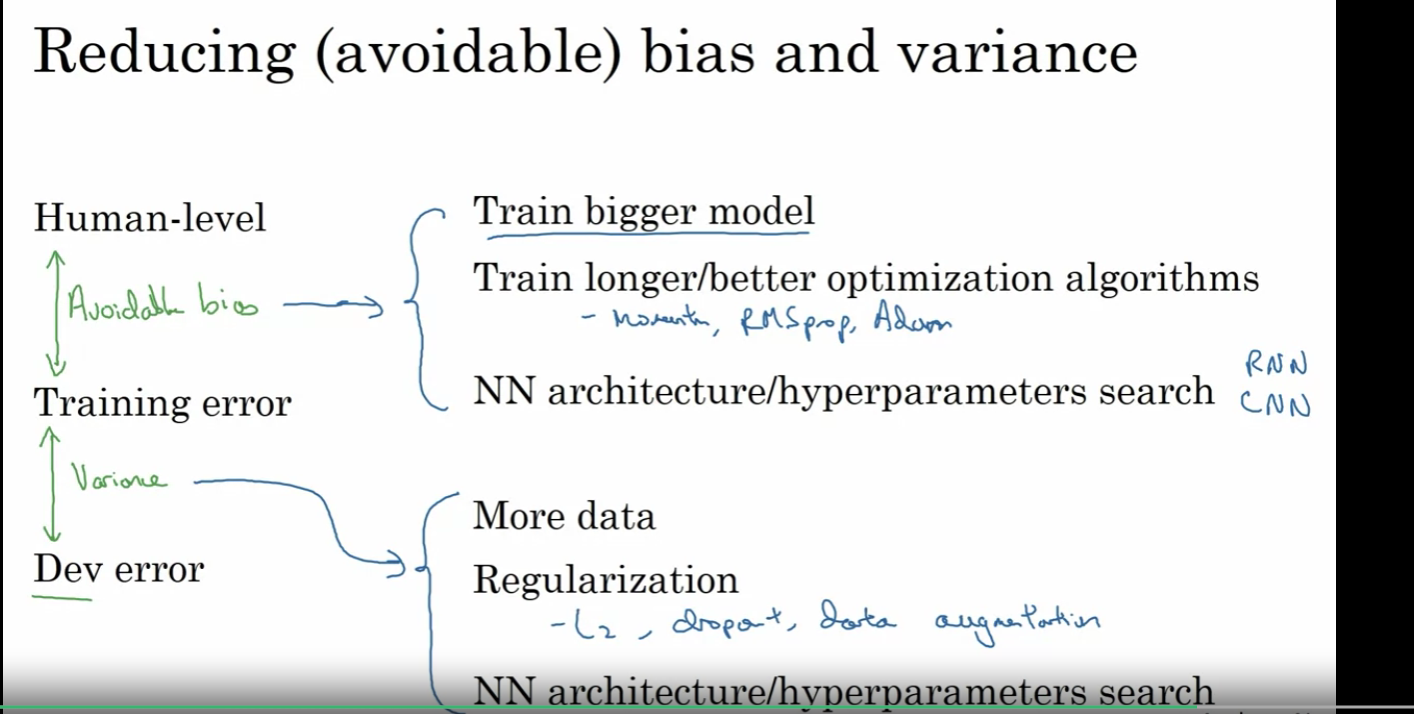 Reducing (avoidable) bias and variance
Human-level
Avoidable bias
Training error
Variance
Dev error
Train bigger model
Train longer/better optimization algorithms
- Momentum, RMSprop, Adam
NN architecture/hyperparameters search
RNN
CNN
More data
Regularization
- L2, dropout, data augmentation
NN architecture/hyperparameters search